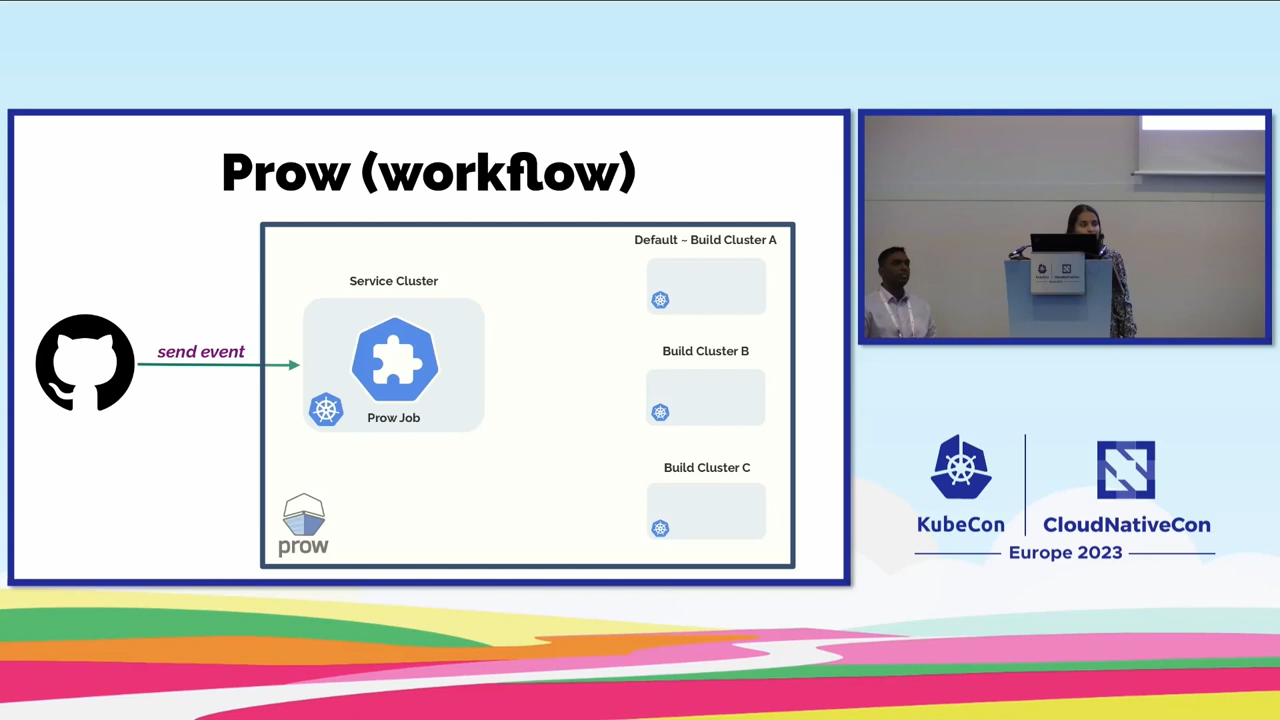 Prow (workflow)
send event
Service Cluster
Prow Job
prow
Default ~ Build Cluster A
Build Cluster B
Build Cluster C
KubeCon
CloudNativeCon
Europe 2023